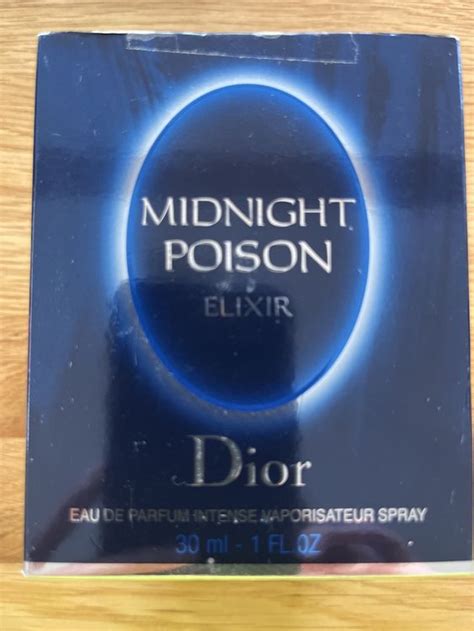 MIDNIGHT
POISON
ELIXIR
Dior
EAU DE PARFUM INTENSE VAPORISATEUR SPRAY
30 ml - 1 FL.OZ